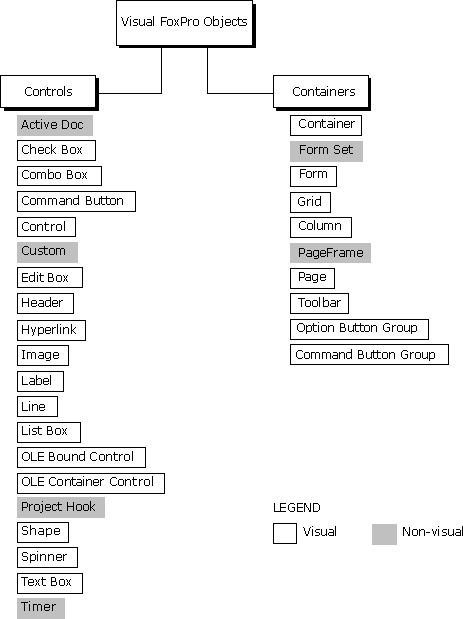 Visual FoxPro Objects
Controls
Active Doc
Check Box
Combo Box
Command Button
Control
Custom
Edit Box
Header
Hyperlink
Image
Label
Line
List Box
OLE Bound Control
OLE Container Control
Project Hook
Shape
Spinner
Text Box
Timer
Containers
Container
Form Set
Form
Grid
Column
PageFrame
Page
Toolbar
Option Button Group
Command Button Group
LEGEND
Visual
Non-visual